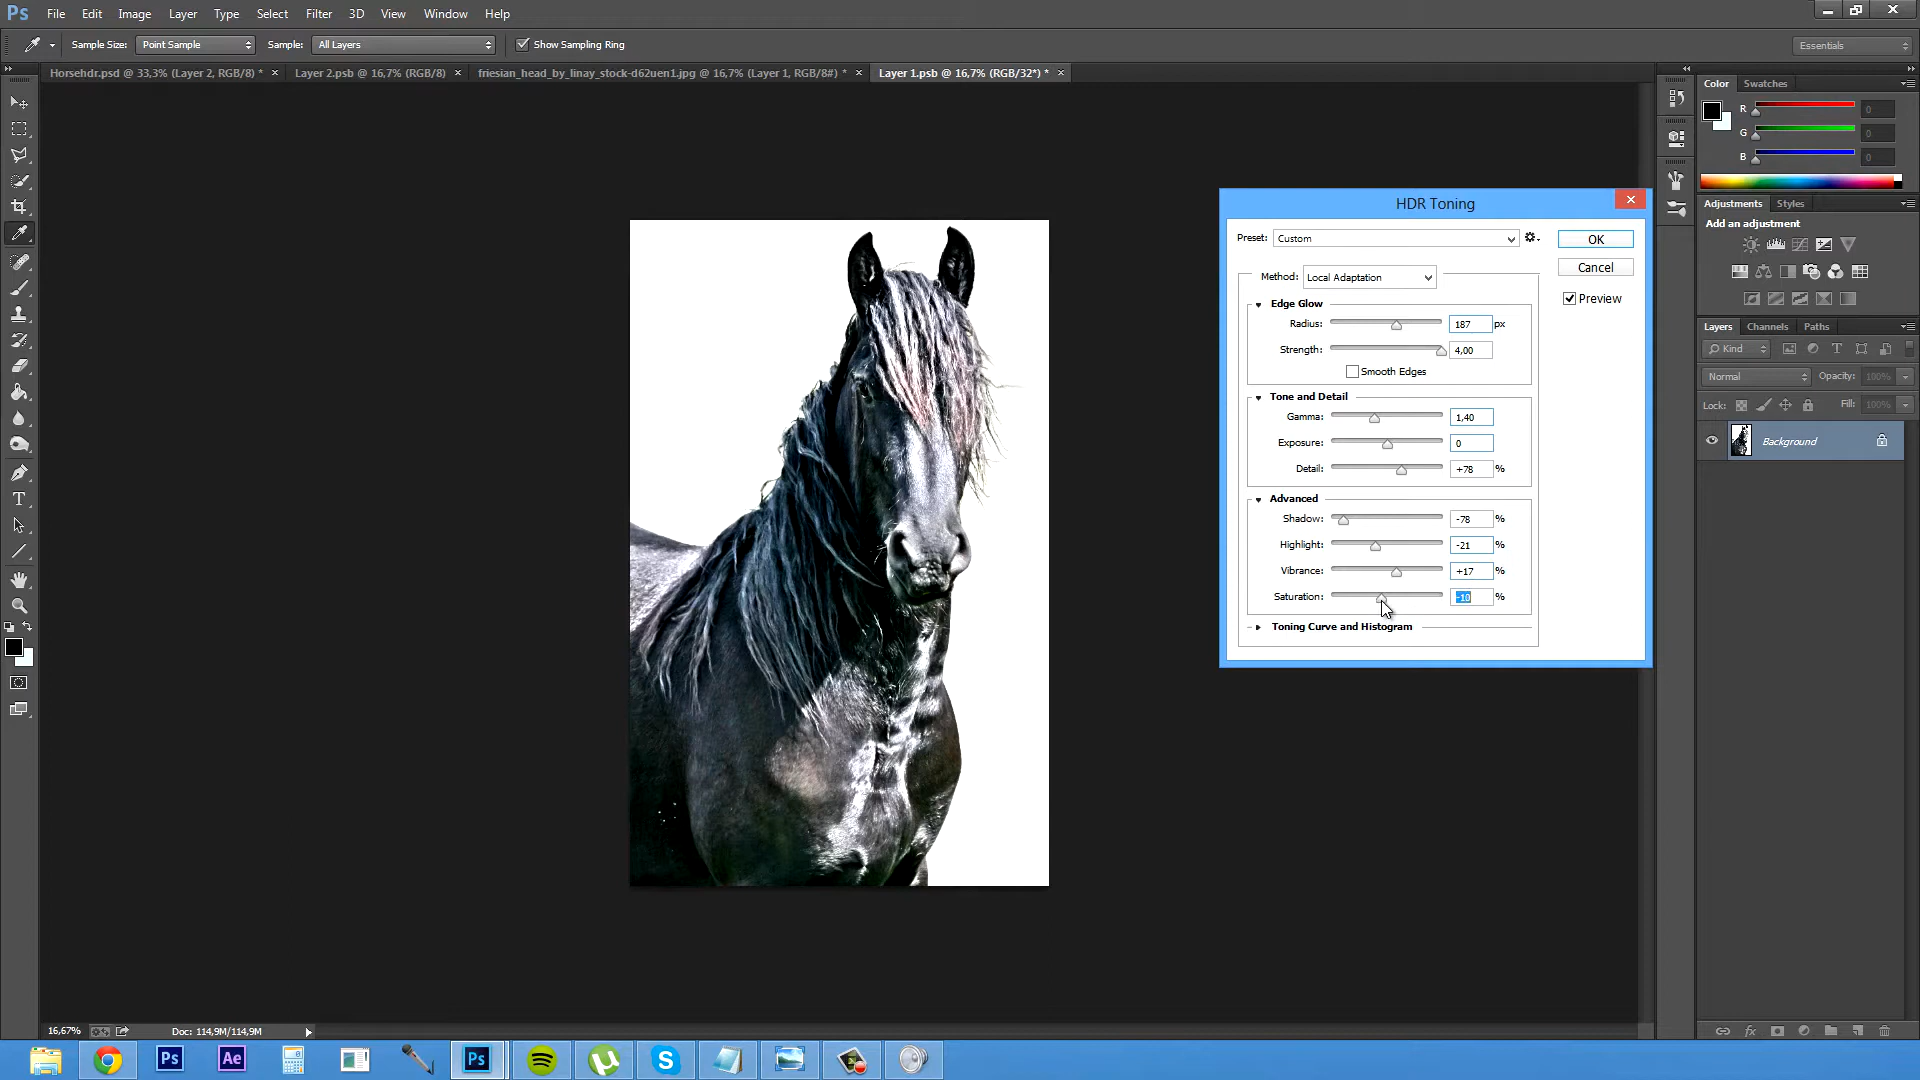 Ps File Edit Image Layer Type Select Filter 3D View Window Help
Sample Size: Point Sample Sample: All Layers Show Sampling Ring Essentials
Horsehdr.psd @ 33,3% (Layer 2, RGB/8) * Layer 2.psb @ 16,7% (RGB/8) friesian_head_by_linay_stock-d62uen1.jpg @ 16,7% (Layer 1, RGB/8#) * Layer 1.psb @ 16,7% (RGB/32*) *
Color Swatches
R 0
G 0
B 0
Adjustments Styles
Add an adjustment
Layers Channels Paths
Kind
Normal Opacity: 100%
Lock: Fill: 100%
Background
HDR Toning
Preset: Custom OK
Method: Local Adaptation Cancel
Preview
Edge Glow
Radius: 187 px
Strength: 4,00
Smooth Edges
Tone and Detail
Gamma: 1,40
Exposure: 0
Detail: +78 %
Advanced
Shadow: -78 %
Highlight: -21 %
Vibrance: +17 %
Saturation: -10 %
Toning Curve and Histogram
16,67% Doc: 114,9M/114,9M
Ps Ae Ps